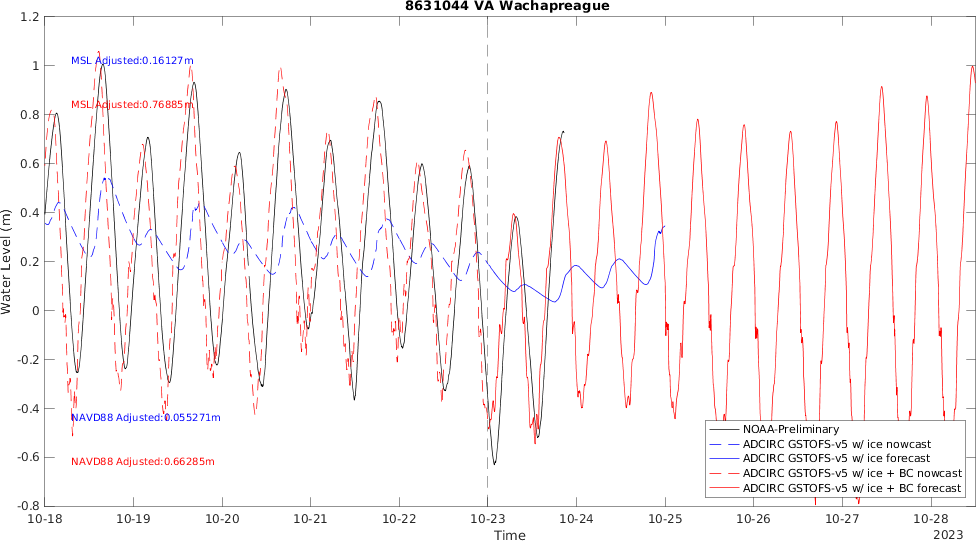 8631044 VA Wachapreague
1.2
1
0.8
0.6
0.4
0.2
0
-0.2
-0.4
-0.6
-0.8
Water Level (m)
MSL Adjusted:0.16127m
MSL Adjusted:0.76885m
NAVD88 Adjusted:0.055271m
NAVD88 Adjusted:0.66285m
NOAA-Preliminary
ADCIRC GSTOFS-v5 w/ ice nowcast
ADCIRC GSTOFS-v5 w/ ice forecast
ADCIRC GSTOFS-v5 w/ ice + BC nowcast
ADCIRC GSTOFS-v5 w/ ice + BC forecast
10-18 10-19 10-20 10-21 10-22 10-23 10-24 10-25 10-26 10-27 10-28
Time
2023